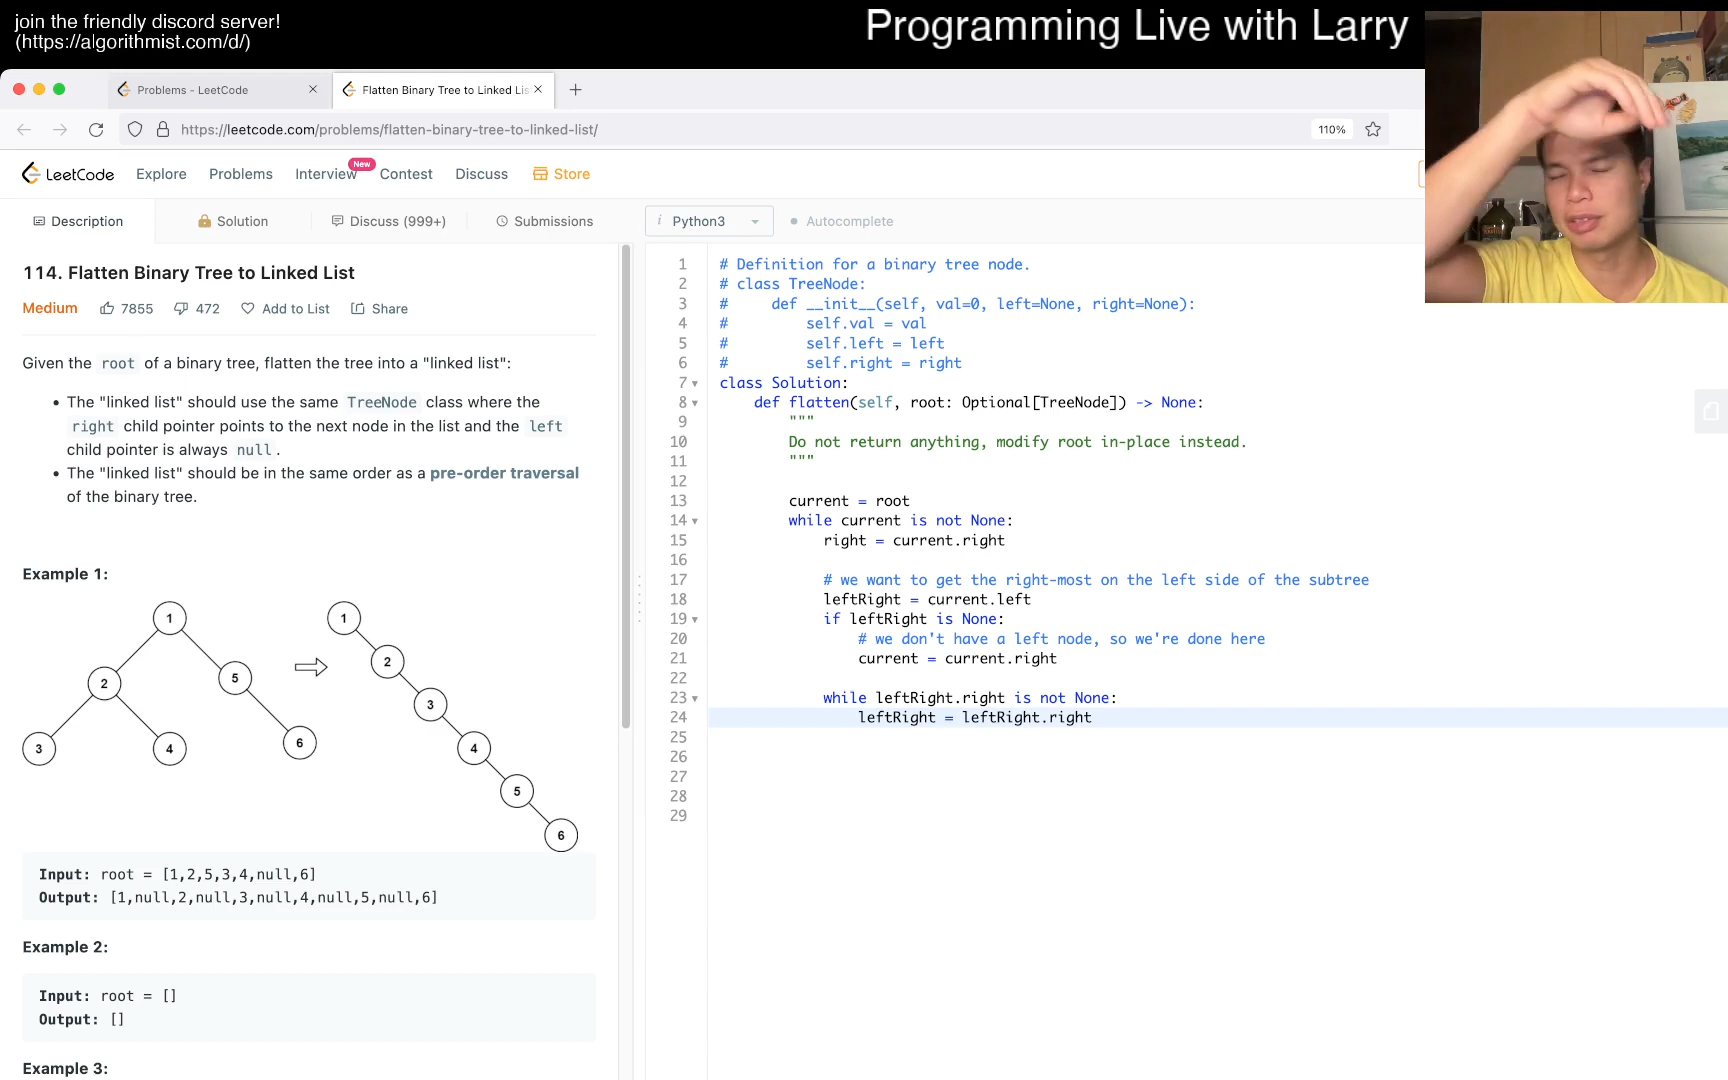 join the friendly discord server!
(https://algorithmist.com/d/)
Programming Live with Larry
Problems - LeetCode
Flatten Binary Tree to Linked Lis
https://leetcode.com/problems/flatten-binary-tree-to-linked-list/
110%
LeetCode
Explore
Problems
Interview
New
Contest
Discuss
Store
Description
Solution
Discuss (999+)
Submissions
i Python3
Autocomplete
114. Flatten Binary Tree to Linked List
Medium
7855
472
Add to List
Share
Given the root of a binary tree, flatten the tree into a "linked list":
• The "linked list" should use the same TreeNode class where the
right child pointer points to the next node in the list and the left
child pointer is always null.
• The "linked list" should be in the same order as a pre-order traversal
of the binary tree.
Example 1:
1
2
5
3
4
6
1
2
3
4
5
6
Input: root = [1,2,5,3,4,null,6]
Output: [1,null,2,null,3,null,4,null,5,null,6]
Example 2:
Input: root = []
Output: []
Example 3:
1 # Definition for a binary tree node.
2 # class TreeNode:
3 #     def __init__(self, val=0, left=None, right=None):
4 #         self.val = val
5 #         self.left = left
6 #         self.right = right
7 class Solution:
8     def flatten(self, root: Optional[TreeNode]) -> None:
9         """
10         Do not return anything, modify root in-place instead.
11         """
12
13         current = root
14         while current is not None:
15             right = current.right
16
17             # we want to get the right-most on the left side of the subtree
18             leftRight = current.left
19             if leftRight is None:
20                 # we don't have a left node, so we're done here
21                 current = current.right
22
23             while leftRight.right is not None:
24                 leftRight = leftRight.right
25
26
27
28
29